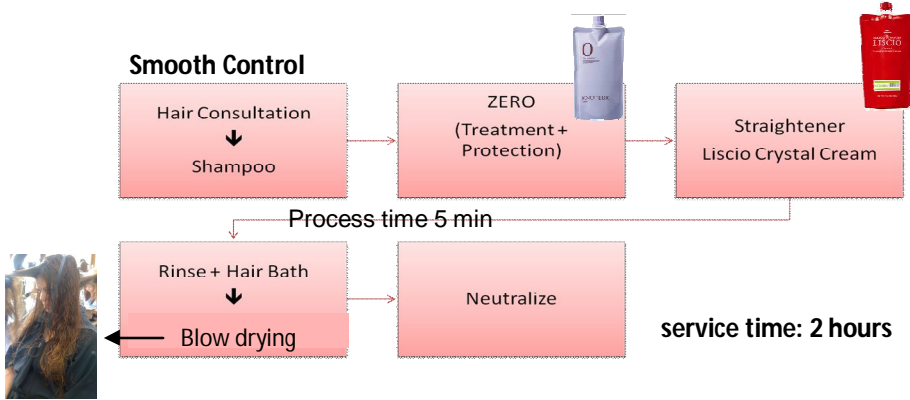 Smooth Control
Hair Consultation
Shampoo
ZERO
(Treatment +
Protection)
0
LISCIO
Straightener
Liscio Crystal Cream
Process time 5 min
Rinse + Hair Bath
Blow drying
Neutralize
service time: 2 hours